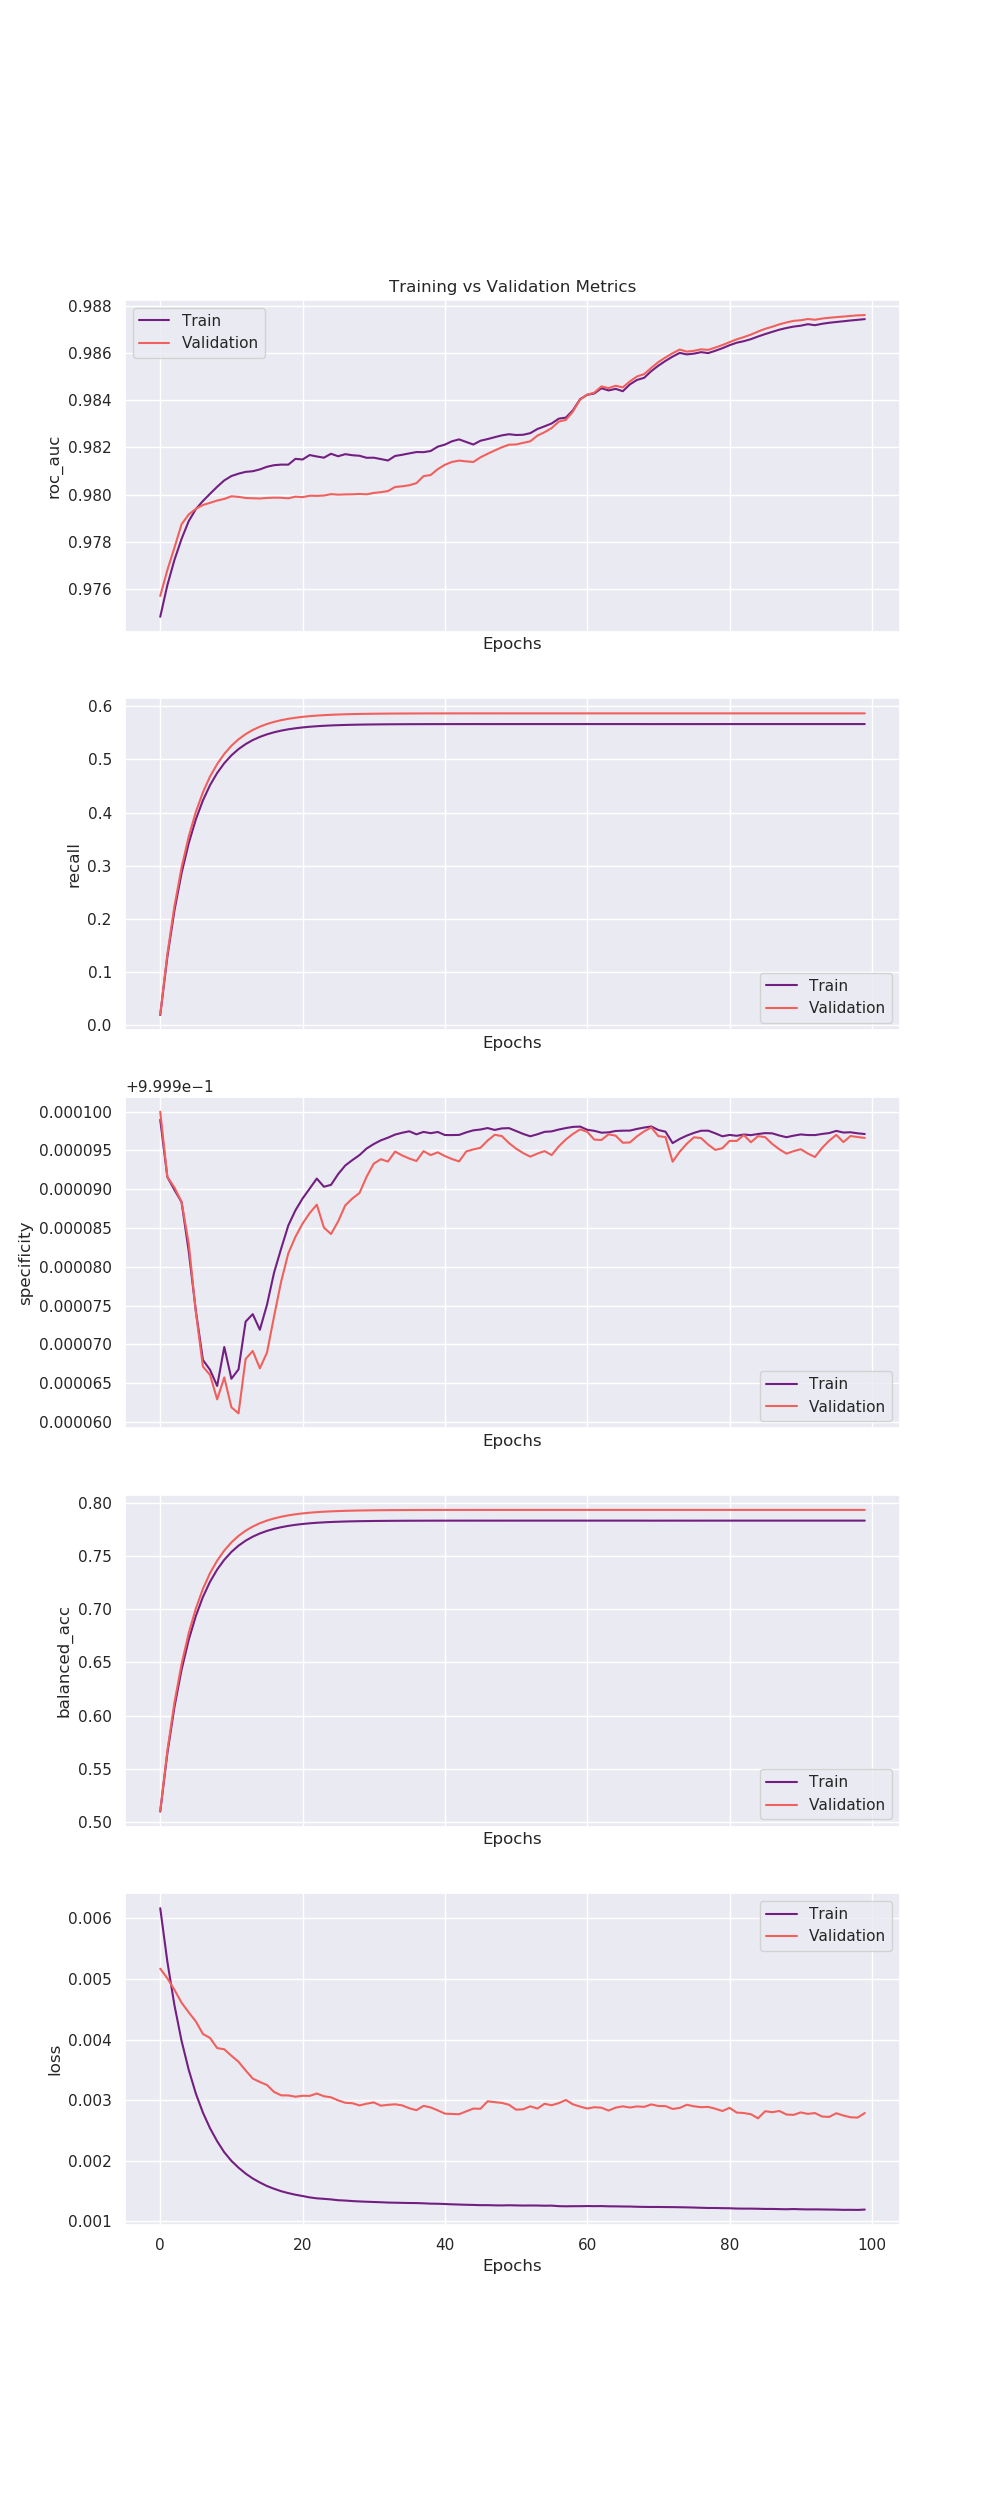 Training vs Validation Metrics
0.988
0.986
0.984
0.982
0.980
0.978
0.976
roc_auc
Train
Validation
Epochs
0.6
0.5
0.4
0.3
0.2
0.1
0.0
recall
Train
Validation
Epochs
+9.999e−1
0.000100
0.000095
0.000090
0.000085
0.000080
0.000075
0.000070
0.000065
0.000060
specificity
Train
Validation
Epochs
0.80
0.75
0.70
0.65
0.60
0.55
0.50
balanced_acc
Train
Validation
Epochs
0.006
0.005
0.004
0.003
0.002
0.001
loss
Train
Validation
0 20 40 60 80 100
Epochs